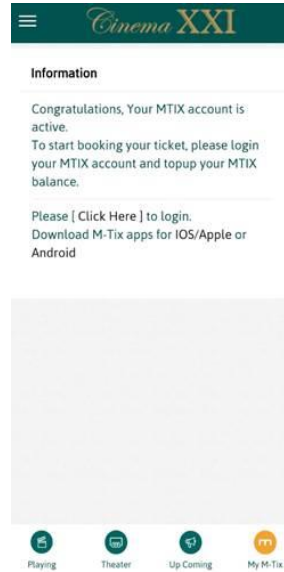 Cinema XXI
Information
Congratulations, Your MTIX account is
active.
To start booking your ticket, please login
your MTIX account and topup your MTIX
balance.
Please [ Click Here ] to login.
Download M-Tix apps for IOS/Apple or
Android
Playing Theater Up Coming My M-Tix